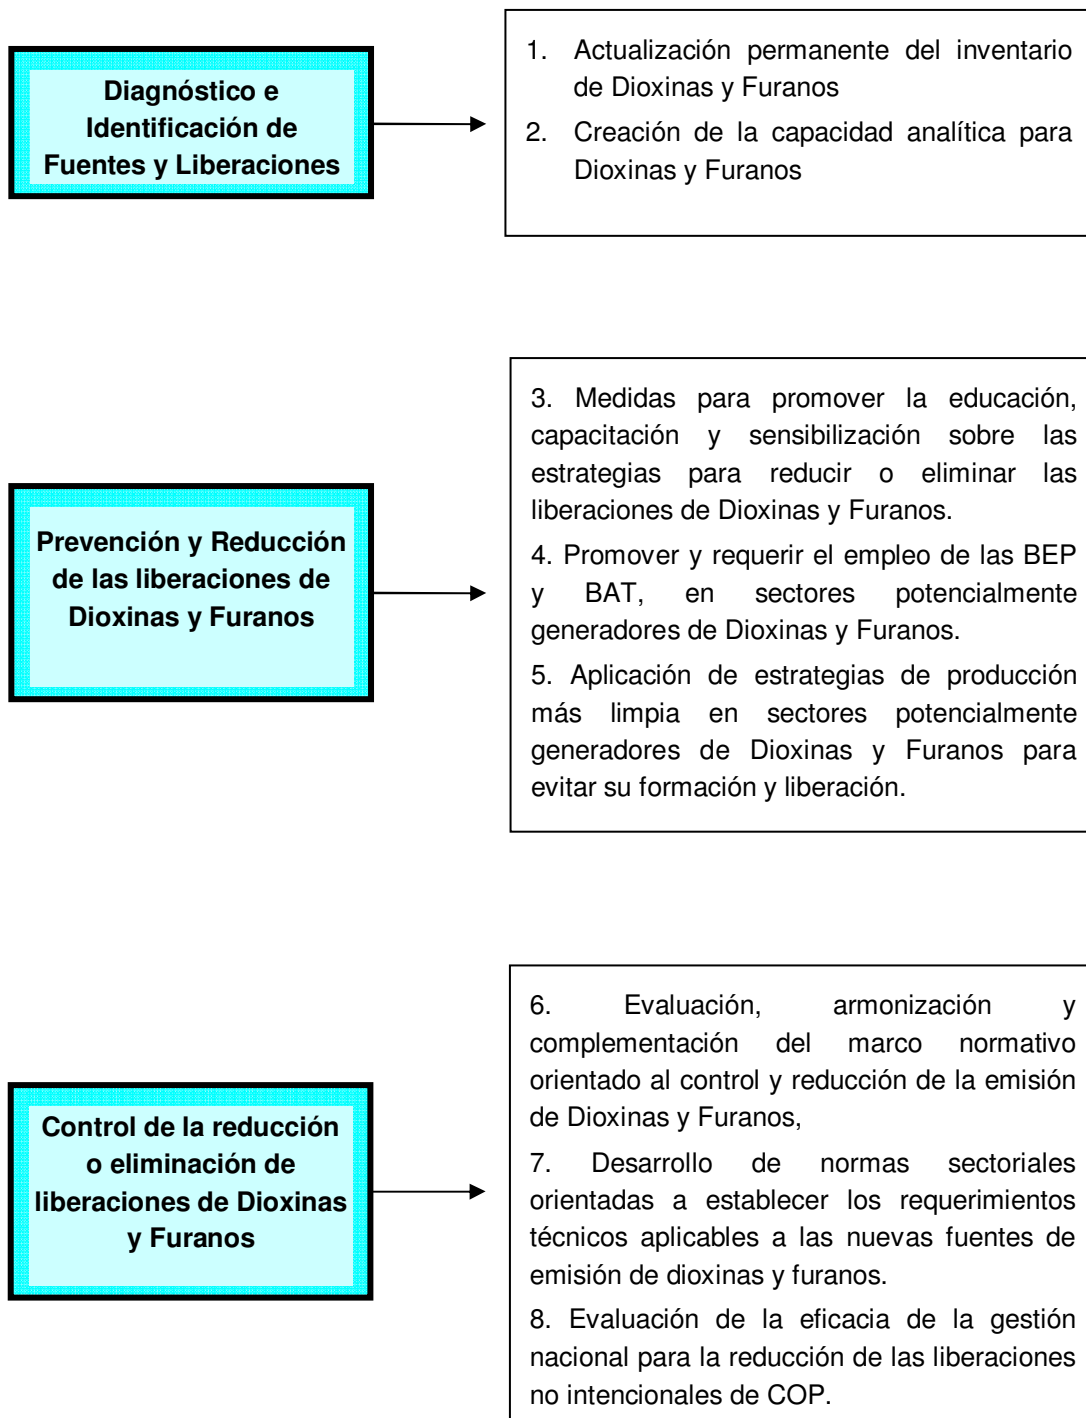 Diagnóstico e
Identificación de
Fuentes y Liberaciones
1. Actualización permanente del inventario
de Dioxinas y Furanos
2. Creación de la capacidad analítica para
Dioxinas y Furanos
Prevención y Reducción
de las liberaciones de
Dioxinas y Furanos
3. Medidas para promover la educación,
capacitación y sensibilización sobre las
estrategias para reducir o eliminar las
liberaciones de Dioxinas y Furanos.
4. Promover y requerir el empleo de las BEP
y BAT, en sectores potencialmente
generadores de Dioxinas y Furanos.
5. Aplicación de estrategias de producción
más limpia en sectores potencialmente
generadores de Dioxinas y Furanos para
evitar su formación y liberación.
Control de la reducción
o eliminación de
liberaciones de Dioxinas
y Furanos
6. Evaluación, armonización y
complementación del marco normativo
orientado al control y reducción de la emisión
de Dioxinas y Furanos,
7. Desarrollo de normas sectoriales
orientadas a establecer los requerimientos
técnicos aplicables a las nuevas fuentes de
emisión de dioxinas y furanos.
8. Evaluación de la eficacia de la gestión
nacional para la reducción de las liberaciones
no intencionales de COP.